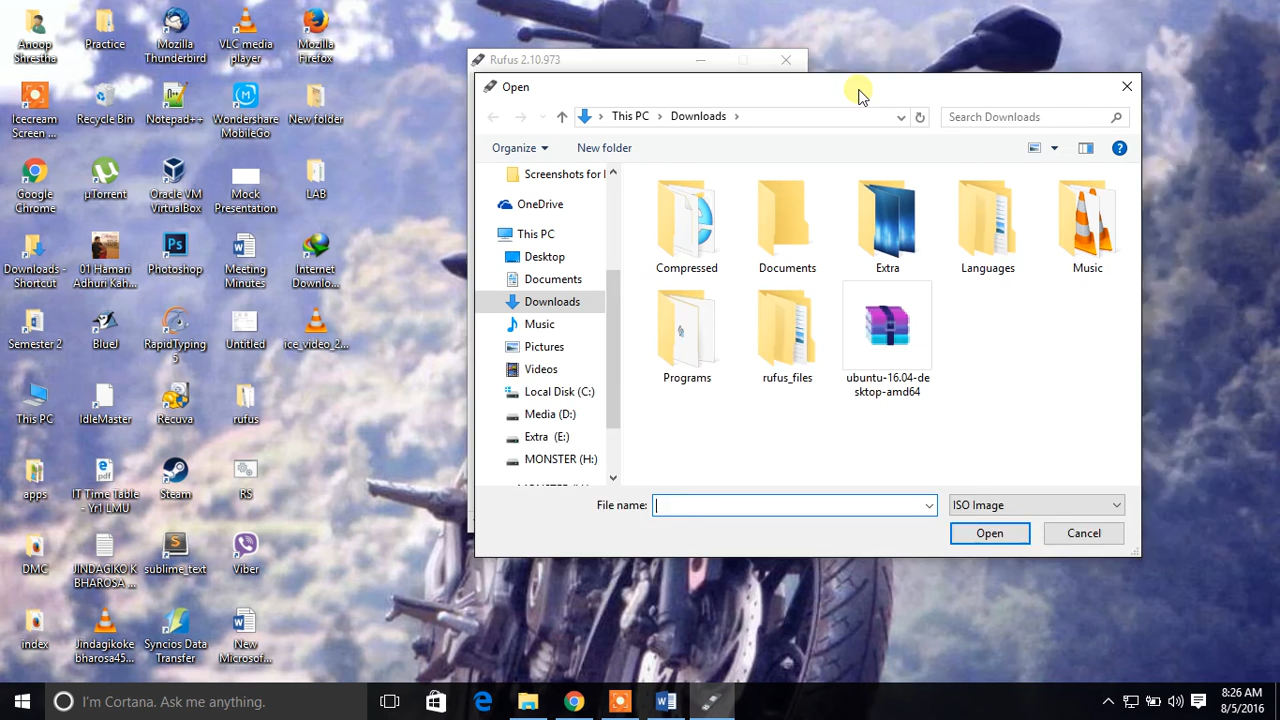 Anoop
Shrestha
Practice
Mozilla
Thunderbird
VLC media
player
Mozilla
Firefox
Icecream
Screen ...
Recycle Bin
Notepad++
Wondershare
MobileGo
New folder
Google
Chrome
µTorrent
Oracle VM
VirtualBox
Mock
Presentation
LAB
Downloads -
Shortcut
01 Hamari
Adhuri Kah...
Photoshop
Meeting
Minutes
Internet
Downlo...
Semester 2
BlueJ
RapidTyping
5
Untitled
ice_video_2...
This PC
IdleMaster
Recuva
rufus
apps
IT Time Table
- Yr1 LMU
Steam
RS
DMC
JINDAGIKO K
BHAROSA ...
sublime_text
Viber
index
Jindagikoke
bharosa45...
Syncios Data
Transfer
New
Microsof...
Rufus 2.10.973
Open
This PC
Downloads
Search Downloads
Organize
New folder
OneDrive
This PC
Desktop
Documents
Downloads
Music
Pictures
Videos
Local Disk (C:)
Media (D:)
Extra (E:)
MONSTER (H:)
Compressed
Documents
Extra
Languages
Music
Programs
rufus_files
ubuntu-16.04-de
sktop-amd64
File name:
ISO Image
Open
Cancel
I'm Cortana. Ask me anything.
8:26 AM
8/5/2016